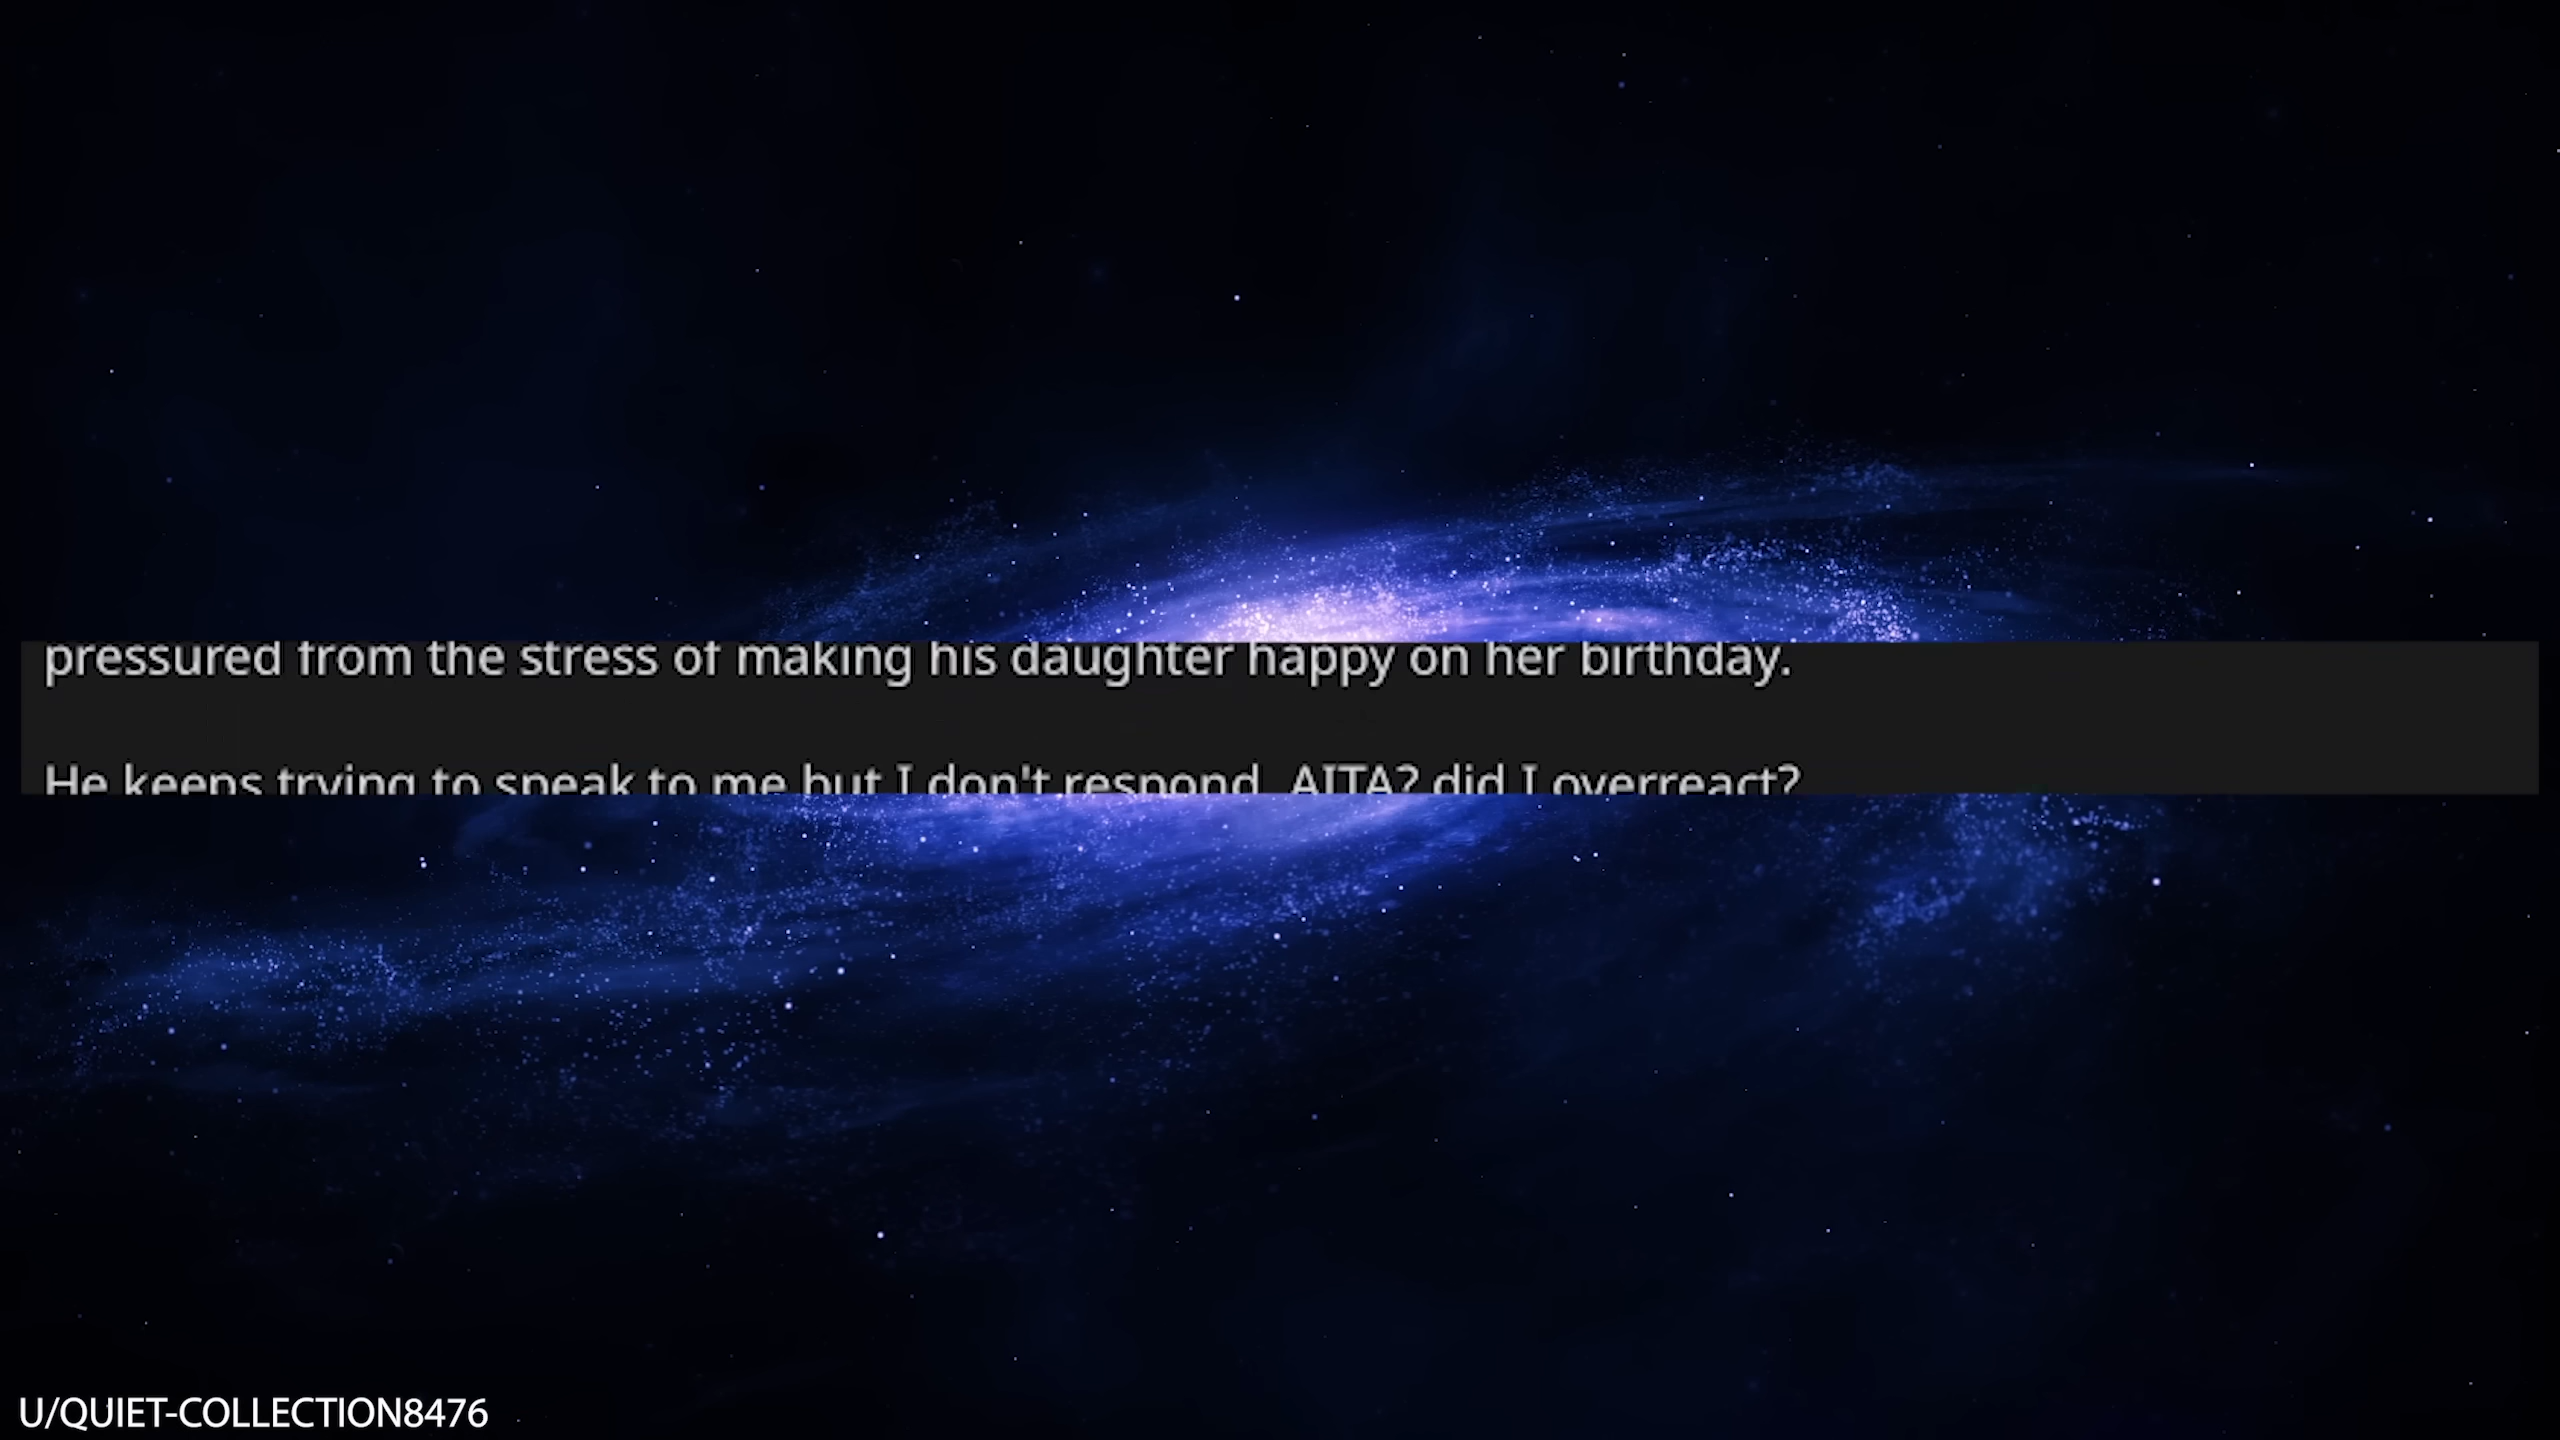 pressured from the stress of making his daughter happy on her birthday.
He keeps trying to speak to me but I don't respond. AITA? did I overreact?
U/QUIET-COLLECTION8476